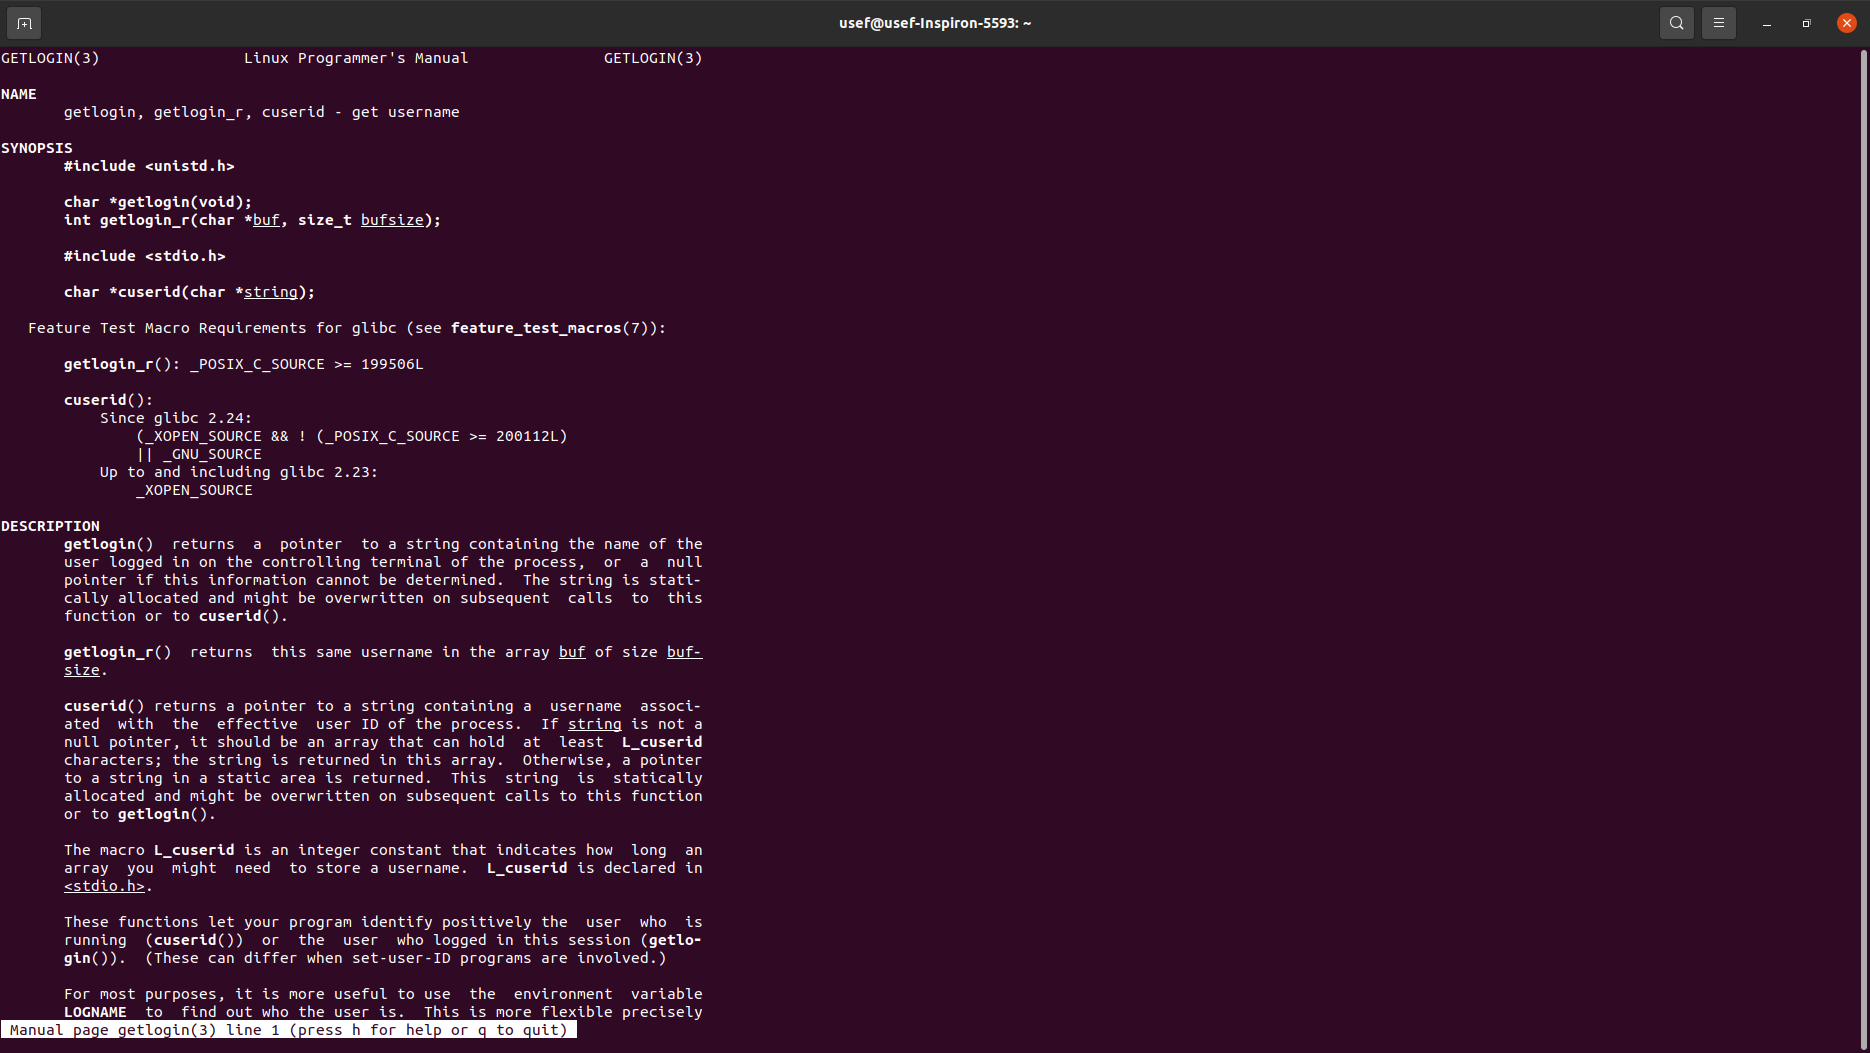 usef@usef-Inspiron-5593: ~
GETLOGIN(3)                Linux Programmer's Manual               GETLOGIN(3)
NAME
       getlogin, getlogin_r, cuserid - get username
SYNOPSIS
       #include <unistd.h>
       char *getlogin(void);
       int getlogin_r(char *buf, size_t bufsize);
       #include <stdio.h>
       char *cuserid(char *string);
   Feature Test Macro Requirements for glibc (see feature_test_macros(7)):
       getlogin_r(): _POSIX_C_SOURCE >= 199506L
       cuserid():
           Since glibc 2.24:
               (_XOPEN_SOURCE && ! (_POSIX_C_SOURCE >= 200112L)
               || _GNU_SOURCE
           Up to and including glibc 2.23:
               _XOPEN_SOURCE
DESCRIPTION
       getlogin()  returns  a  pointer  to a string containing the name of the
       user logged in on the controlling terminal of the process,  or  a  null
       pointer if this information cannot be determined.  The string is stati-
       cally allocated and might be overwritten on subsequent  calls  to  this
       function or to cuserid().
       getlogin_r()  returns  this same username in the array buf of size buf-
       size.
       cuserid() returns a pointer to a string containing a  username  associ-
       ated  with  the  effective  user ID of the process.  If string is not a
       null pointer, it should be an array that can hold  at  least  L_cuserid
       characters; the string is returned in this array.  Otherwise, a pointer
       to a string in a static area is returned.  This  string  is  statically
       allocated and might be overwritten on subsequent calls to this function
       or to getlogin().
       The macro L_cuserid is an integer constant that indicates how  long  an
       array  you  might  need  to store a username.  L_cuserid is declared in
       <stdio.h>.
       These functions let your program identify positively the  user  who  is
       running  (cuserid())  or  the  user  who logged in this session (getlo-
       gin()).  (These can differ when set-user-ID programs are involved.)
       For most purposes, it is more useful to use  the  environment  variable
       LOGNAME  to  find out who the user is.  This is more flexible precisely
 Manual page getlogin(3) line 1 (press h for help or q to quit)